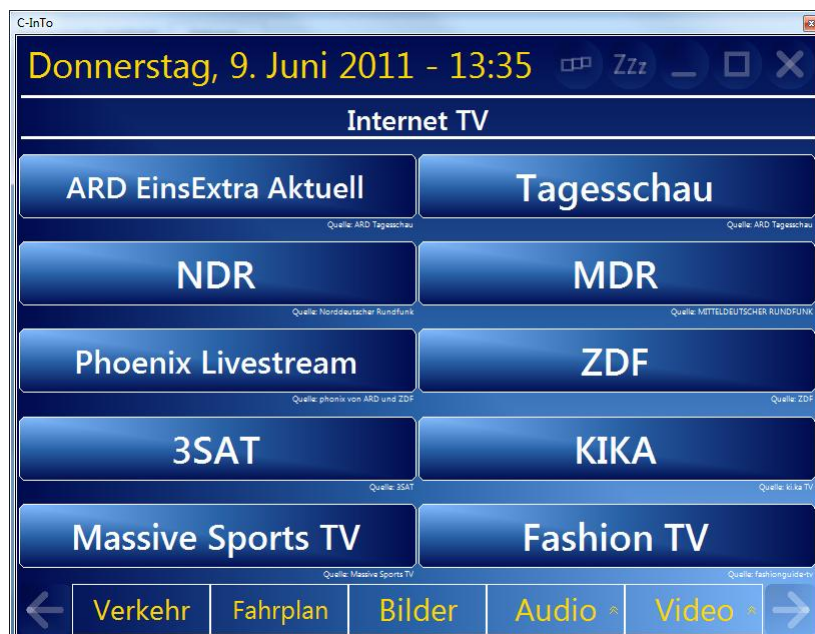 C-InTo
Donnerstag, 9. Juni 2011 - 13:35 Zzz
Internet TV
ARD EinsExtra Aktuell Tagesschau
Quelle: ARD Tagesschau Quelle: ARD Tagesschau
NDR MDR
Quelle: Norddeutscher Rundfunk Quelle: MITTELDEUTSCHER RUNDFUNK
Phoenix Livestream ZDF
Quelle: phonix von ARD und ZDF Quelle: ZDF
3SAT KIKA
Quelle: 3SAT Quelle: ki.ka TV
Massive Sports TV Fashion TV
Quelle: Massive Sports TV Quelle: fashionguide-tv
Verkehr Fahrplan Bilder Audio Video